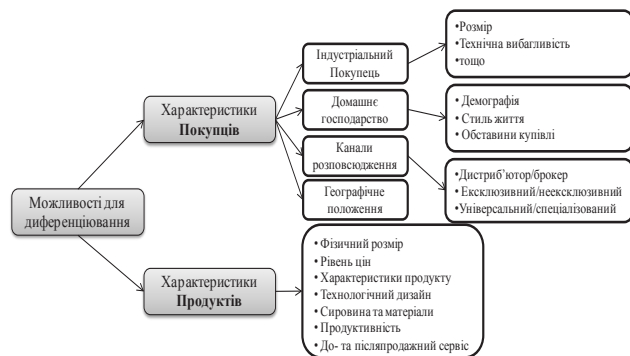 Можливості для
диференціювання
Характеристики
Покупців
Індустріальний
Покупець
Домашнє
господарство
Канали
розповсюдження
Географічне
положення
•Розмір
•Технічна вибагливість
•тощо
• Демографія
• Стиль життя
• Обставини купівлі
•Дистриб'ютор/брокер
• Ексклюзивний/неексклюзивний
•Універсальний/спеціалізований
Характеристики
Продуктів
• Фізичний розмір
• Рівень цін
• Характеристики продукту
• Технологічний дизайн
• Сировина та матеріали
• Продуктивність
• До- та післяпродажний сервіс